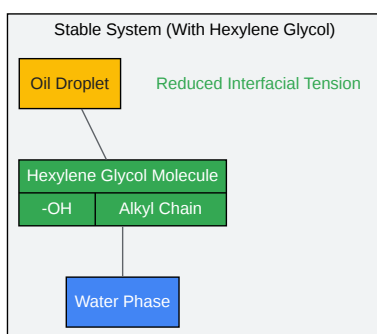 Stable System (With Hexylene Glycol)
Oil Droplet
Reduced Interfacial Tension
Hexylene Glycol Molecule
-OH
Alkyl Chain
Water Phase